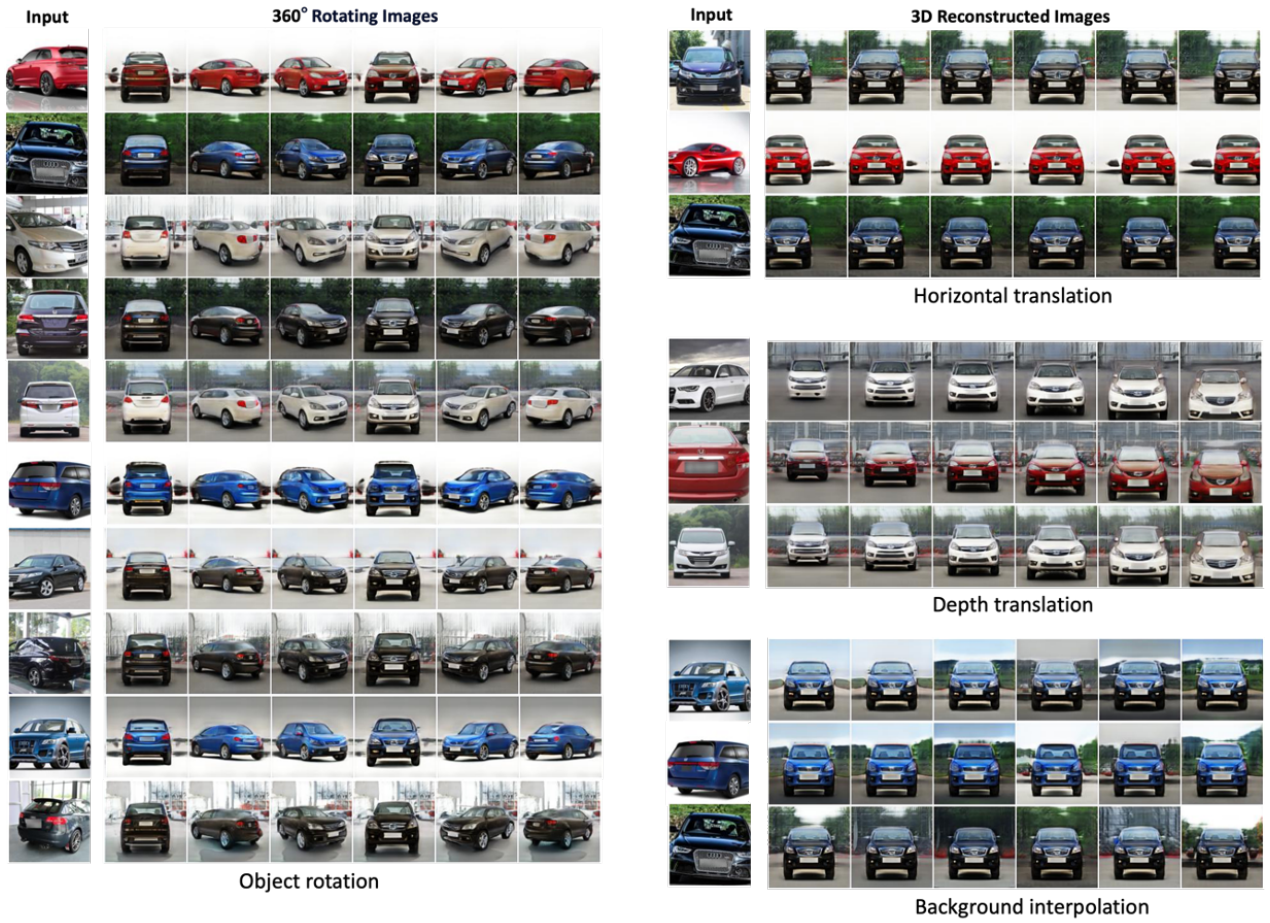 Input
360° Rotating Images
Object rotation
Input
3D Reconstructed Images
Horizontal translation
Depth translation
Background interpolation